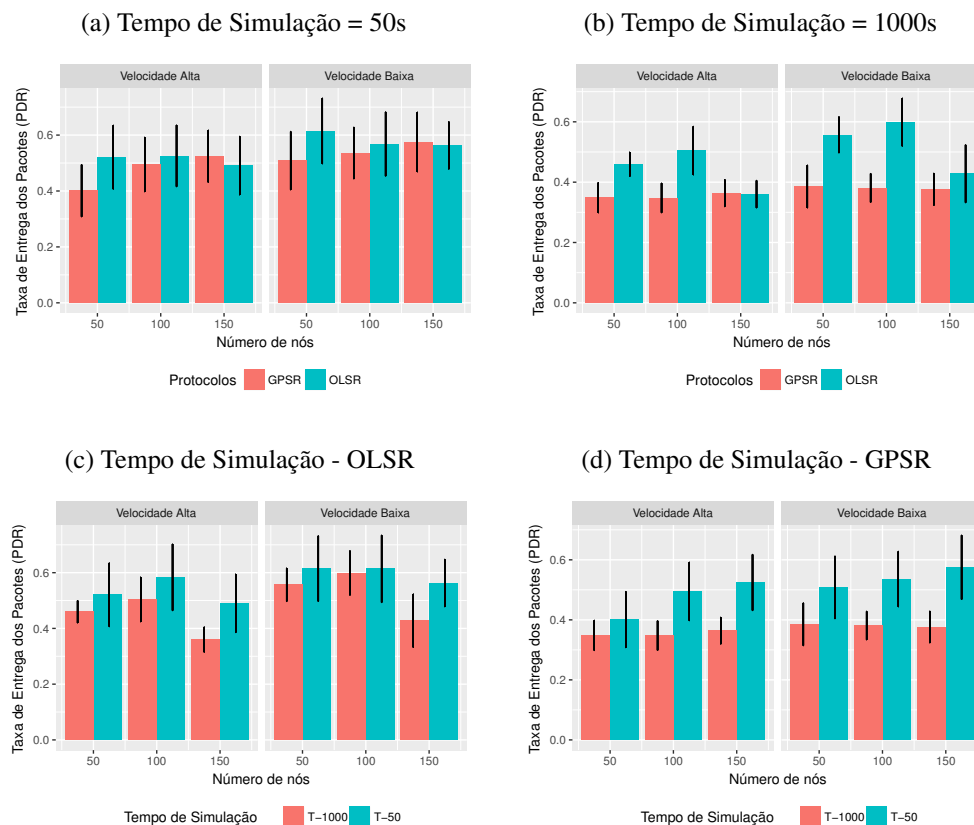 (a) Tempo de Simulação = 50s
Velocidade Alta
Velocidade Baixa
Taxa de Entrega dos Pacotes (PDR)
0.6
0.4
0.2
0.0
50 100 150 50 100 150
Número de nós
Protocolos GPSR OLSR
(b) Tempo de Simulação = 1000s
Velocidade Alta
Velocidade Baixa
Taxa de Entrega dos Pacotes (PDR)
0.6
0.4
0.2
0.0
50 100 150 50 100 150
Número de nós
Protocolos GPSR OLSR
(c) Tempo de Simulação - OLSR
Velocidade Alta
Velocidade Baixa
Taxa de Entrega dos Pacotes (PDR)
0.6
0.4
0.2
0.0
50 100 150 50 100 150
Número de nós
Tempo de Simulação T−1000 T−50
(d) Tempo de Simulação - GPSR
Velocidade Alta
Velocidade Baixa
Taxa de Entrega dos Pacotes (PDR)
0.6
0.4
0.2
0.0
50 100 150 50 100 150
Número de nós
Tempo de Simulação T−1000 T−50